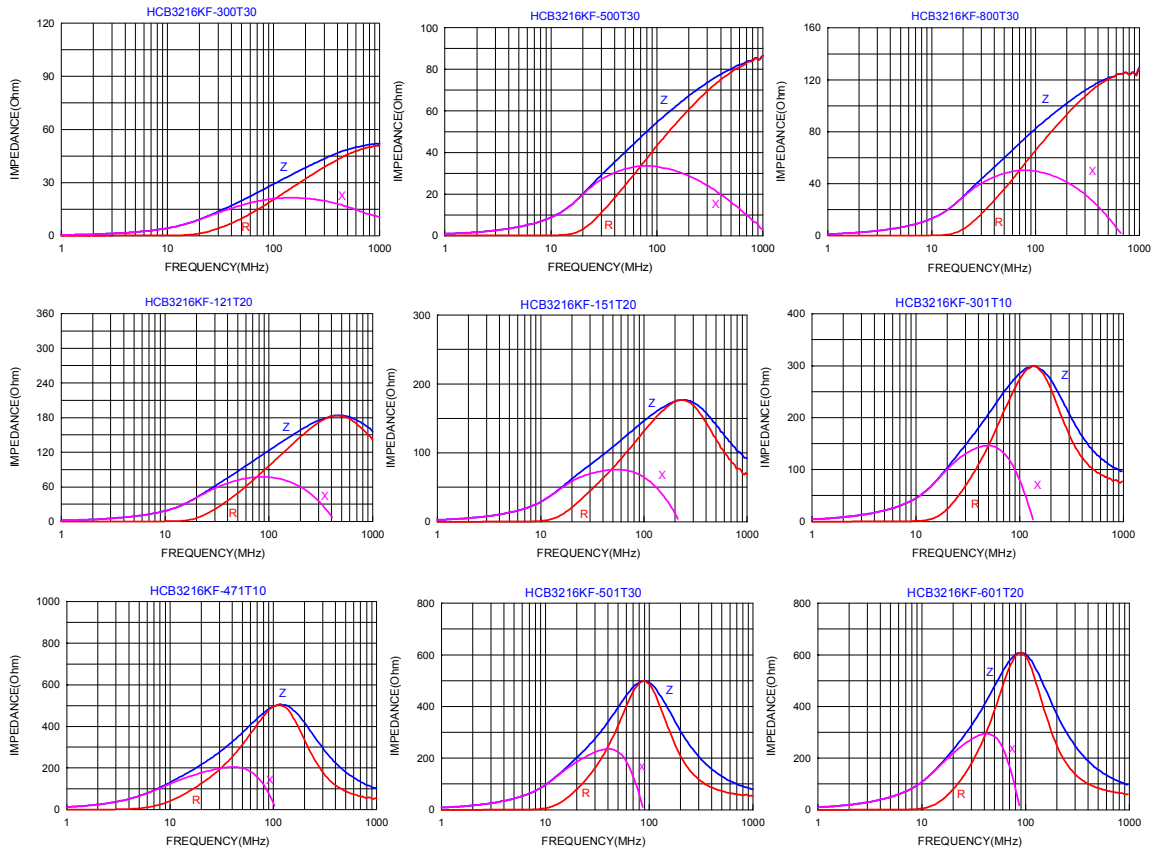 HCB3216KF-300T30
IMPEDANCE(Ohm)
120
90
60
30
0
Z
X
R
1
10
100
1000
FREQUENCY(MHz)
HCB3216KF-500T30
IMPEDANCE(Ohm)
100
80
60
40
20
0
Z
X
R
1
10
100
1000
FREQUENCY(MHz)
HCB3216KF-800T30
IMPEDANCE(Ohm)
160
120
80
40
0
Z
X
R
1
10
100
1000
FREQUENCY(MHz)
HCB3216KF-121T20
IMPEDANCE(Ohm)
360
300
240
180
120
60
0
Z
X
R
1
10
100
1000
FREQUENCY(MHz)
HCB3216KF-151T20
IMPEDANCE(Ohm)
300
200
100
0
Z
X
R
1
10
100
1000
FREQUENCY(MHz)
HCB3216KF-301T10
IMPEDANCE(Ohm)
400
300
200
100
0
Z
X
R
1
10
100
1000
FREQUENCY(MHz)
HCB3216KF-471T10
IMPEDANCE(Ohm)
1000
800
600
400
200
0
Z
X
R
1
10
100
1000
FREQUENCY(MHz)
HCB3216KF-501T30
IMPEDANCE(Ohm)
800
600
400
200
0
Z
X
R
1
10
100
1000
FREQUENCY(MHz)
HCB3216KF-601T20
IMPEDANCE(Ohm)
800
600
400
200
0
Z
X
R
1
10
100
1000
FREQUENCY(MHz)